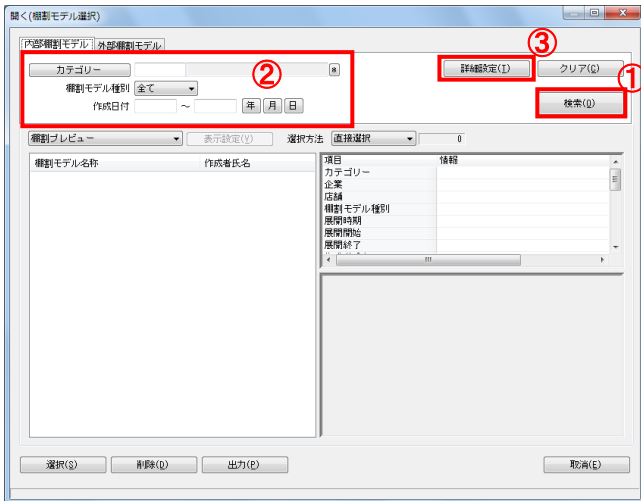 開く(棚割モデル選択)
内部棚割モデル 外部棚割モデル
③
カテゴリー ② * 詳細設定(I) クリア(C) ①
棚割モデル種別 全て
作成日付 ～ 年 月 日 検索(Q)
棚割プレビュー 表示設定(V) 選択方法 直接選択 0
棚割モデル名称 作成者氏名
項目 情報
カテゴリー
企業
店舗
棚割モデル種別
展開時期
展開開始
展開終了
選択(S) 削除(D) 出力(P) 取消(E)